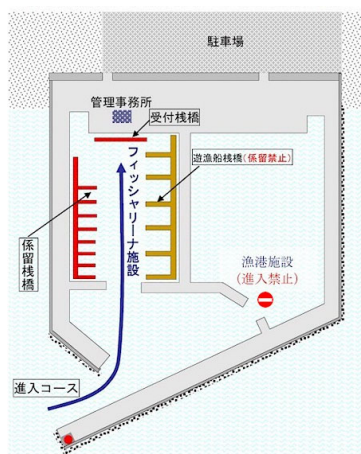 駐車場
管理事務所
受付桟橋
遊漁船桟橋(係留禁止)
フィッシャリーナ施設
係留桟橋
漁港施設
(進入禁止)
進入コース